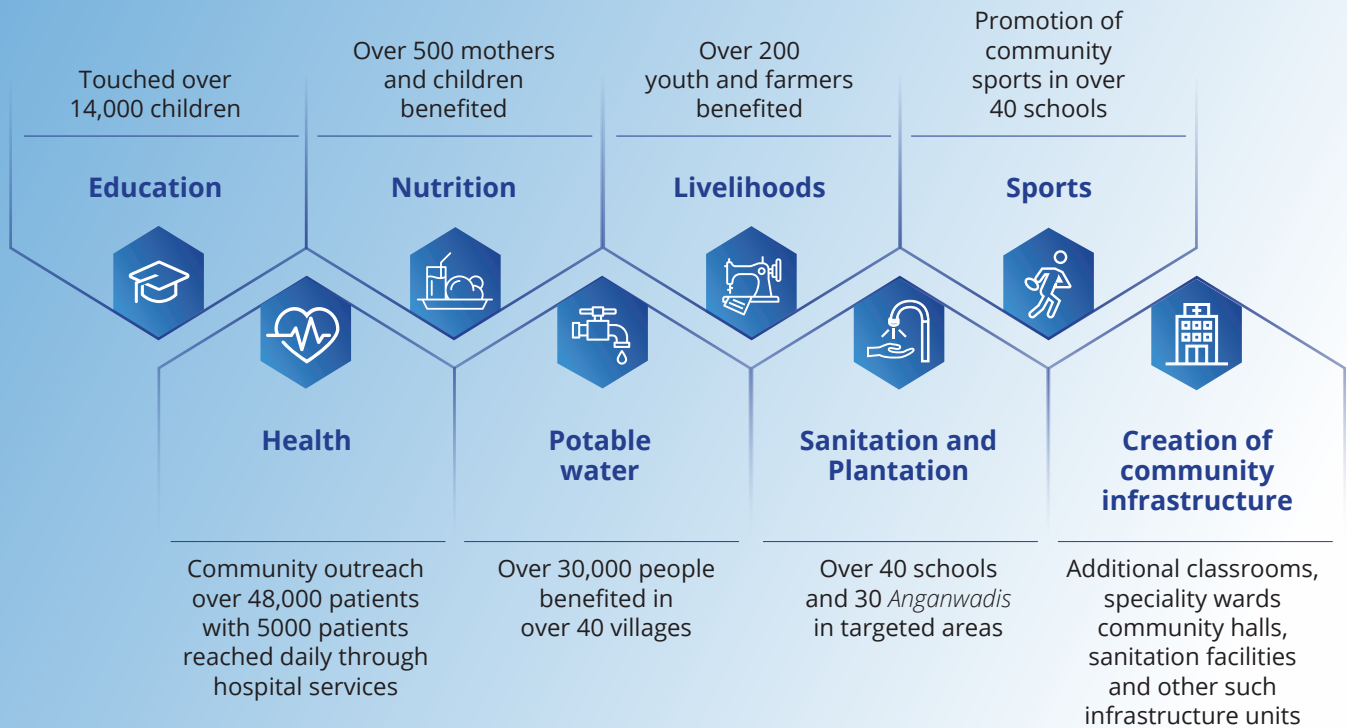 Touched over
14,000 children
Education
Over 500 mothers
and children
benefited
Nutrition
Over 200
youth and farmers
benefited
Livelihoods
Promotion of
community
sports in over
40 schools
Sports
Health
Community outreach
over 48,000 patients
with 5000 patients
reached daily through
hospital services
Potable
water
Over 30,000 people
benefited in
over 40 villages
Sanitation and
Plantation
Over 40 schools
and 30 Anganwadis
in targeted areas
Creation of
community
infrastructure
Additional classrooms,
speciality wards
community halls,
sanitation facilities
and other such
infrastructure units